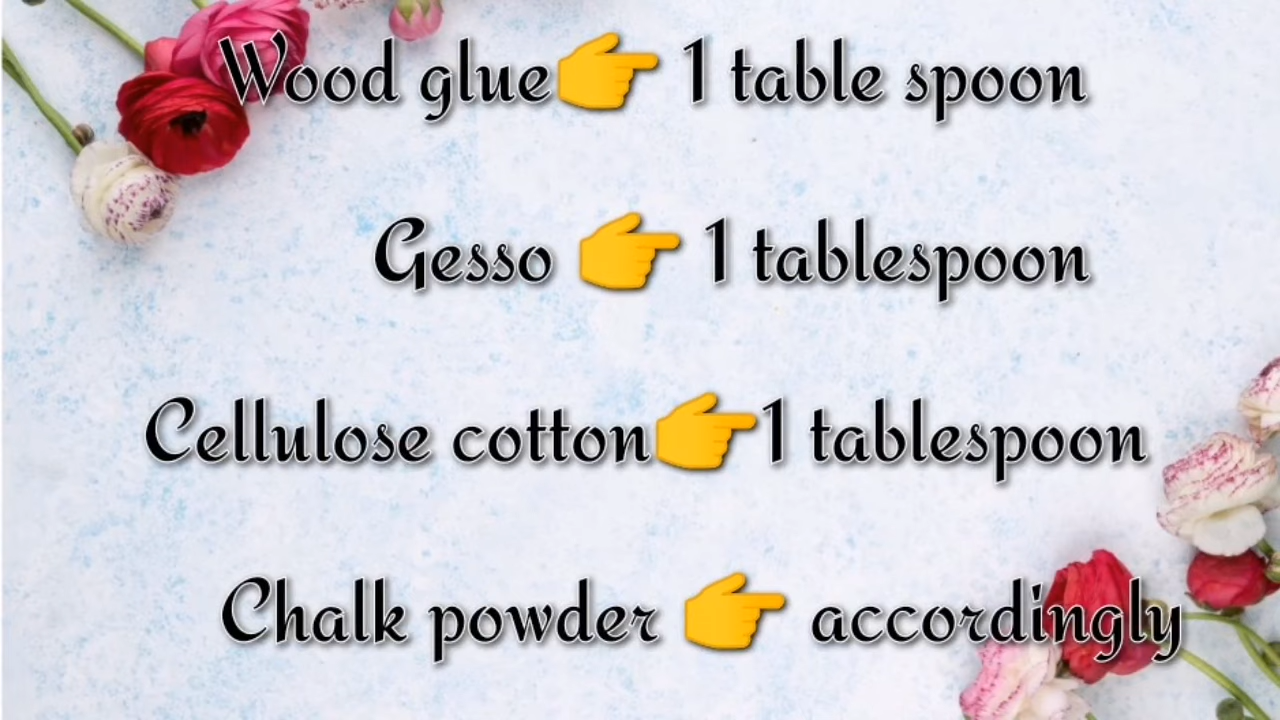 Wood glue👉 1 table spoon
Gesso 👉 1 tablespoon
Cellulose cotton👉1 tablespoon
Chalk powder 👉 accordingly